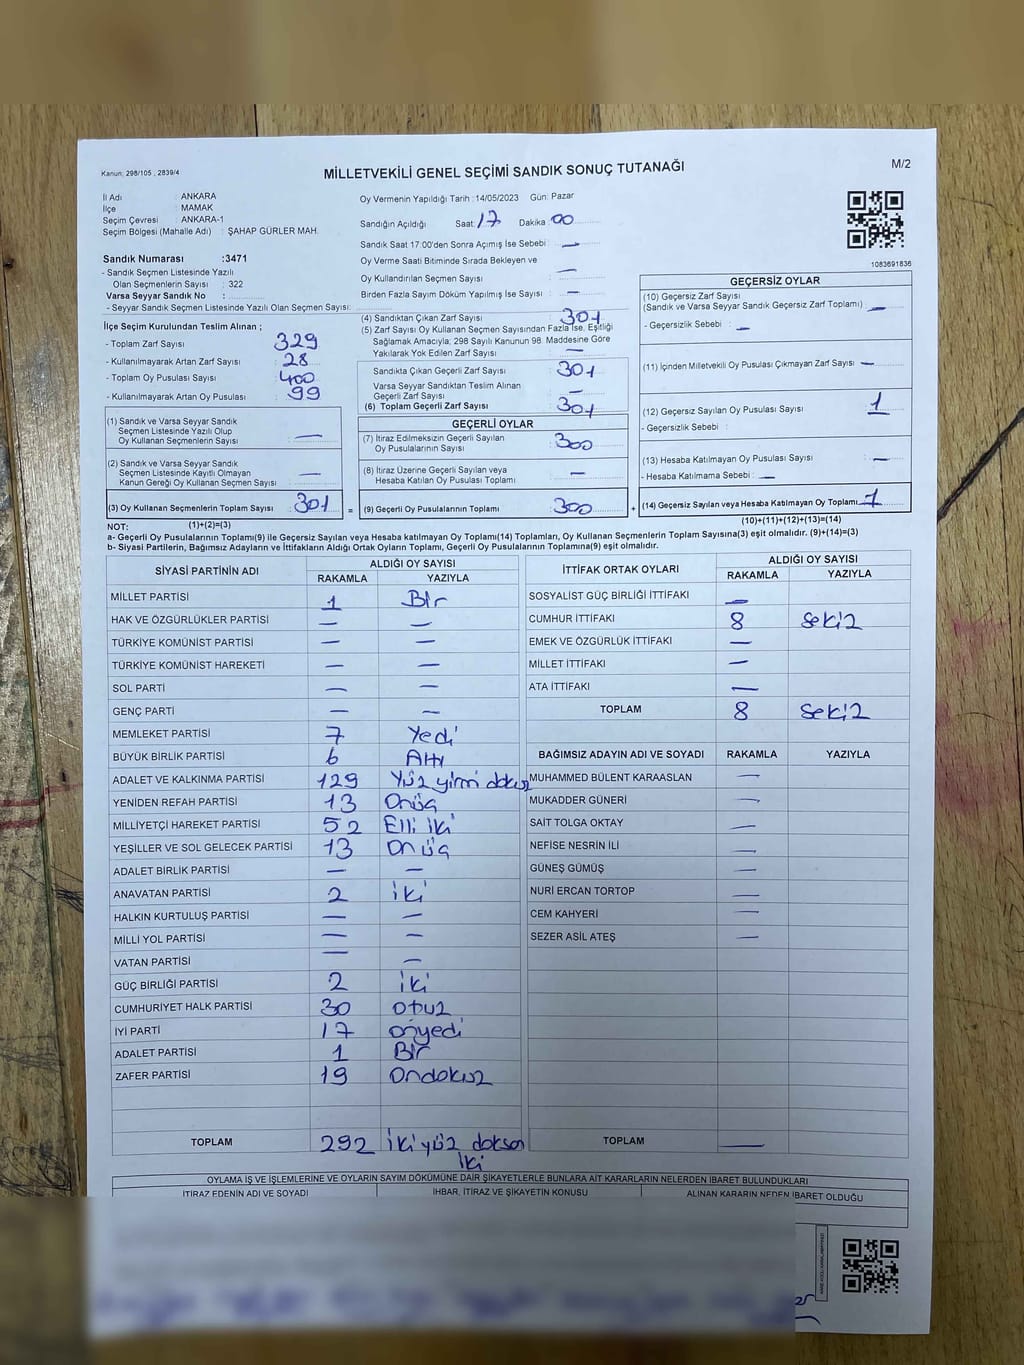 Kanun; 298/105 , 2839/4
MİLLETVEKİLİ GENEL SEÇİMİ SANDIK SONUÇ TUTANAĞI
M/2
İl Adı : ANKARA
İlçe : MAMAK
Seçim Çevresi : ANKARA-1
Seçim Bölgesi (Mahalle Adı) : ŞAHAP GÜRLER MAH.
Sandık Numarası :3471
- Sandık Seçmen Listesinde Yazılı
Olan Seçmenlerin Sayısı : 322
Varsa Seyyar Sandık No :
- Seyyar Sandık Seçmen Listesinde Yazılı Olan Seçmen Sayısı:
Oy Vermenin Yapıldığı Tarih : 14/05/2023 Gün: Pazar
Sandığın Açıldığı Saat: 17 Dakika: 00
Sandık Saat 17:00'den Sonra Açımış İse Sebebi : —
Oy Verme Saati Bitiminde Sırada Bekleyen ve
Oy Kullandırılan Seçmen Sayısı : —
Birden Fazla Sayım Döküm Yapılmış İse Sayısı : —
1083691836
İlçe Seçim Kurulundan Teslim Alınan ;
- Toplam Zarf Sayısı : 329
- Kullanılmayarak Artan Zarf Sayısı : 28
- Toplam Oy Pusulası Sayısı : 400
- Kullanılmayarak Artan Oy Pusulası : 99
(4) Sandıktan Çıkan Zarf Sayısı : 301
(5) Zarf Sayısı Oy Kullanan Seçmen Sayısından Fazla İse, Eşitliği
Sağlamak Amacıyla; 298 Sayılı Kanunun 98. Maddesine Göre
Yakılarak Yok Edilen Zarf Sayısı : —
Sandıkta Çıkan Geçerli Zarf Sayısı : 301
Varsa Seyyar Sandıktan Teslim Alınan
Geçerli Zarf Sayısı : —
(6) Toplam Geçerli Zarf Sayısı : 301
GEÇERSİZ OYLAR
(10) Geçersiz Zarf Sayısı
(Sandık ve Varsa Seyyar Sandık Geçersiz Zarf Toplamı) : —
- Geçersizlik Sebebi : —
(11) İçinden Milletvekili Oy Pusulası Çıkmayan Zarf Sayısı : —
(12) Geçersiz Sayılan Oy Pusulası Sayısı : 1
- Geçersizlik Sebebi :
(13) Hesaba Katılmayan Oy Pusulası Sayısı : —
- Hesaba Katılmama Sebebi : —
(14) Geçersiz Sayılan veya Hesaba Katılmayan Oy Toplamı : 1
(10)+(11)+(12)+(13)=(14)
(1) Sandık ve Varsa Seyyar Sandık
Seçmen Listesinde Yazılı Olup
Oy Kullanan Seçmenlerin Sayısı : —
(2) Sandık ve Varsa Seyyar Sandık
Seçmen Listesinde Kayıtlı Olmayan
Kanun Gereği Oy Kullanan Seçmen Sayısı : —
(3) Oy Kullanan Seçmenlerin Toplam Sayısı : 301 =
(1)+(2)=(3)
GEÇERLİ OYLAR
(7) İtiraz Edilmeksizin Geçerli Sayılan
Oy Pusulalarının Sayısı : 300
(8) İtiraz Üzerine Geçerli Sayılan veya
Hesaba Katılan Oy Pusulası Toplamı : —
(9) Geçerli Oy Pusulalarının Toplamı : 300 +
NOT:
a- Geçerli Oy Pusulasının Toplamı(9) ile Geçersiz Sayılan veya Hesaba katılmayan Oy Toplamı(14) Toplamları, Oy Kullanan Seçmenlerin Toplam Sayısına(3) eşit olmalıdır. (9)+(14)=(3)
b- Siyasi Partilerin, Bağımsız Adayların ve İttifakların Aldığı Ortak Oyların Toplamı, Geçerli Oy Pusulalarının Toplamına(9) eşit olmalıdır.
SİYASİ PARTİNİN ADI ALDIĞI OY SAYISI
RAKAMLA YAZIYLA
MİLLET PARTİSİ 1 Bir
HAK VE ÖZGÜRLÜKLER PARTİSİ — —
TÜRKİYE KOMÜNİST PARTİSİ — —
TÜRKİYE KOMÜNİST HAREKETİ — —
SOL PARTİ — —
GENÇ PARTİ — —
MEMLEKET PARTİSİ 7 Yedi
BÜYÜK BİRLİK PARTİSİ 6 Altı
ADALET VE KALKINMA PARTİSİ 129 Yüz yirmi dokuz
YENİDEN REFAH PARTİSİ 13 Onüç
MİLLİYETÇİ HAREKET PARTİSİ 52 Elli iki
YEŞİLLER VE SOL GELECEK PARTİSİ 13 Onüç
ADALET BİRLİK PARTİSİ — —
ANAVATAN PARTİSİ 2 iki
HALKIN KURTULUŞ PARTİSİ — —
MİLLİ YOL PARTİSİ — —
VATAN PARTİSİ — —
GÜÇ BİRLİĞİ PARTİSİ 2 iki
CUMHURİYET HALK PARTİSİ 30 otuz
İYİ PARTİ 17 onyedi
ADALET PARTİSİ 1 Bir
ZAFER PARTİSİ 19 Ondokuz
TOPLAM 292 iki yüz doksan
iki
İTTİFAK ORTAK OYLARI ALDIĞI OY SAYISI
RAKAMLA YAZIYLA
SOSYALİST GÜÇ BİRLİĞİ İTTİFAKI —
CUMHUR İTTİFAKI 8 Sekiz
EMEK VE ÖZGÜRLÜK İTTİFAKI —
MİLLET İTTİFAKI —
ATA İTTİFAKI —
TOPLAM 8 Sekiz
BAĞIMSIZ ADAYIN ADI VE SOYADI RAKAMLA YAZIYLA
MUHAMMED BÜLENT KARAASLAN —
MUKADDER GÜNERİ —
SAİT TOLGA OKTAY —
NEFİSE NESRİN İLİ —
GÜNEŞ GÜMÜŞ —
NURİ ERCAN TORTOP —
CEM KAHYERİ —
SEZER ASİL ATEŞ —
TOPLAM —
OYLAMA İŞ VE İŞLEMLERİNE VE OYLARIN SAYIM DÖKÜMÜNE DAİR ŞİKAYETLERLE BUNLARA AİT KARARLARIN NELERDEN İBARET BULUNDUKLARI
İTİRAZ EDENİN ADI VE SOYADI İHBAR, İTİRAZ VE ŞİKAYETİN KONUSU ALINAN KARARIN NEDEN İBARET OLDUĞU